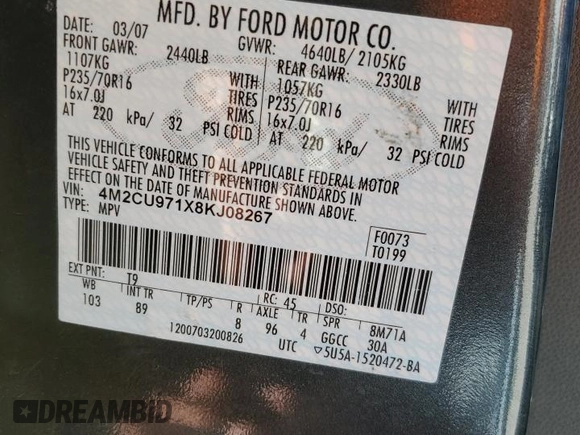 MFD. BY FORD MOTOR CO.
DATE: 03/07 GVWR: 4640LB/ 2105KG
FRONT GAWR: 2440LB REAR GAWR: 2330LB
1107KG WITH 1057KG WITH
P235/70R16 TIRES P235/70R16 TIRES
16x7.0J RIMS 16x7.0J RIMS
AT 220 kPa/ 32 PSI COLD AT 220 kPa/ 32 PSI COLD
THIS VEHICLE CONFORMS TO ALL APPLICABLE FEDERAL MOTOR
VEHICLE SAFETY AND THEFT PREVENTION STANDARDS IN
EFFECT ON THE DATE OF MANUFACTURE SHOWN ABOVE.
VIN: 4M2CU971X8KJ08267
TYPE: MPV
F0073
T0199
EXT PNT: T9 RC: 45 DSO:
WB INT TR TP/PS R AXLE TR SPR 8M71A
103 89 8 96 4 GGCC 30A
1200703200826 UTC ▽5U5A-1520472-BA
Ford
DREAMBID